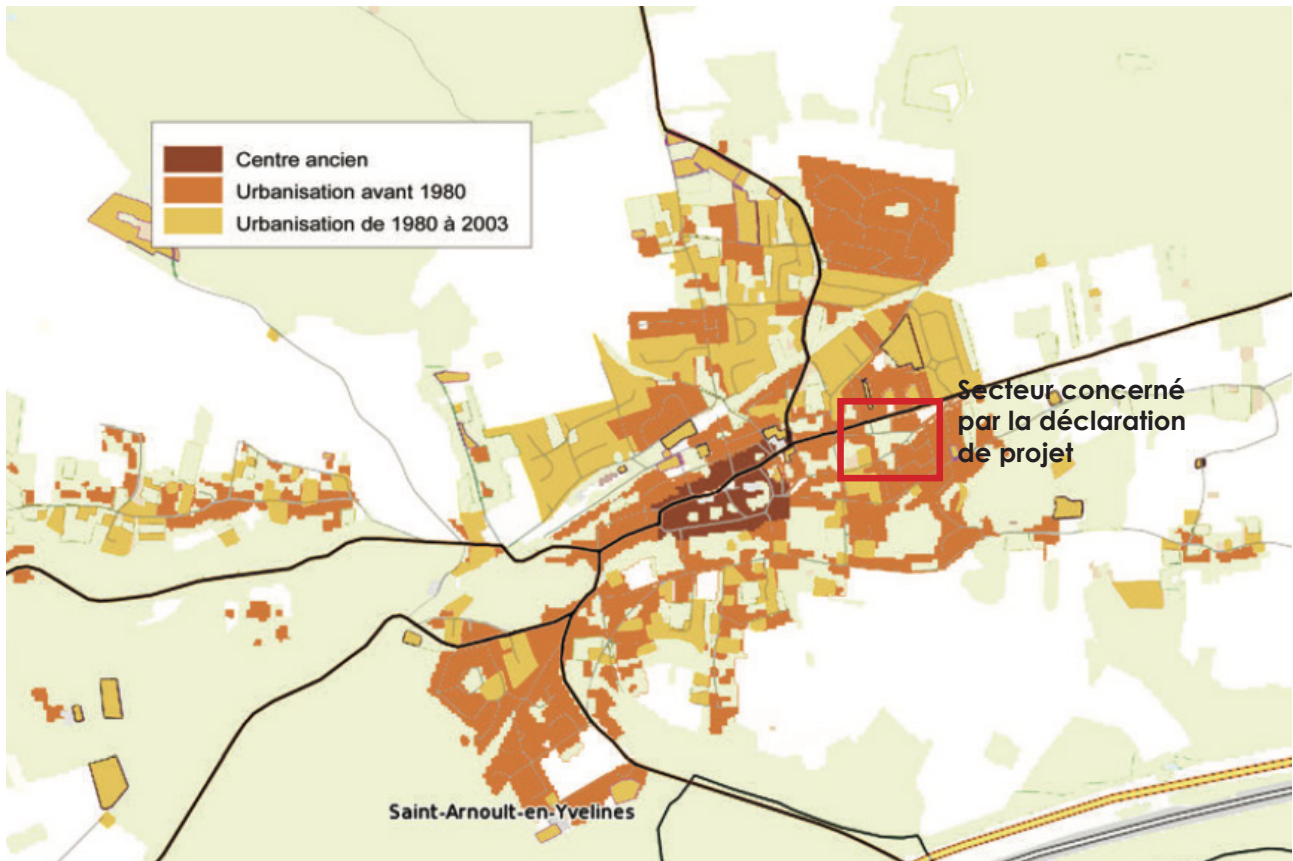 Centre ancien
Urbanisation avant 1980
Urbanisation de 1980 à 2003
Secteur concerné
par la déclaration
de projet
Saint-Arnoult-en-Yvelines